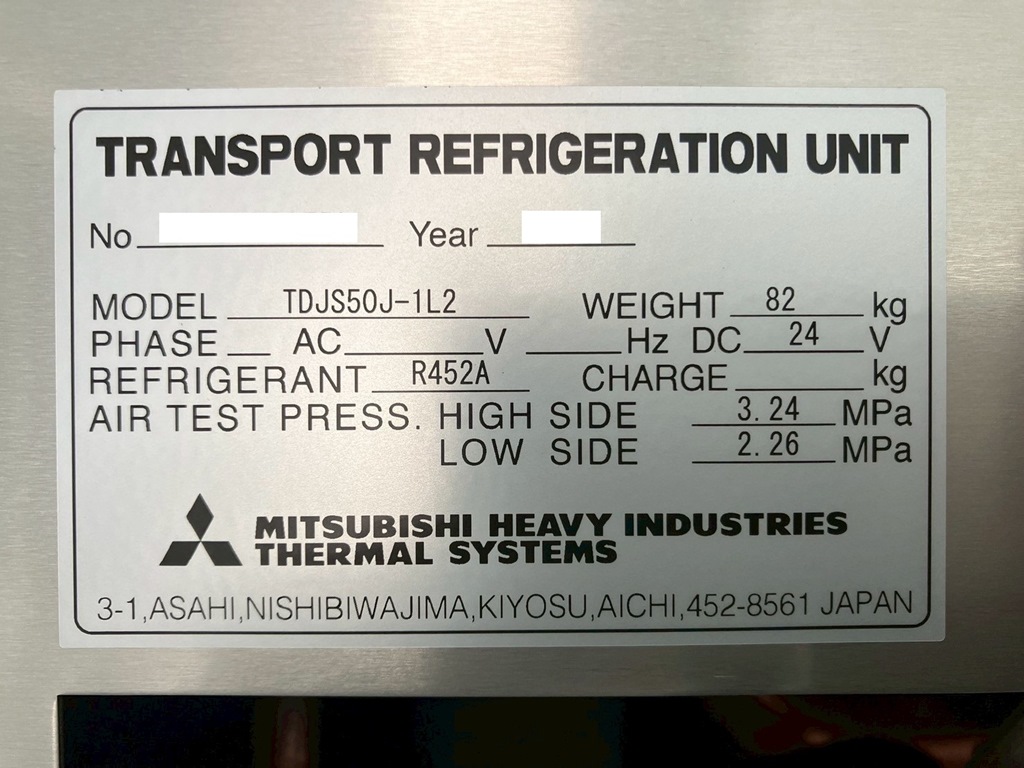 TRANSPORT REFRIGERATION UNIT
No Year
MODEL TDJS50J-1L2 WEIGHT 82 kg
PHASE AC V Hz DC 24 V
REFRIGERANT R452A CHARGE kg
AIR TEST PRESS. HIGH SIDE 3.24 MPa
LOW SIDE 2.26 MPa
MITSUBISHI HEAVY INDUSTRIES
THERMAL SYSTEMS
3-1,ASAHI,NISHIBIWAJIMA,KIYOSU,AICHI,452-8561 JAPAN